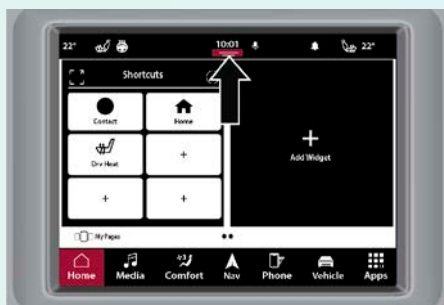 22° 10:01 22°
Shortcuts
Contact Home
Drv Heat +
+ +
+
Add Widget
My Pages
Home Media Comfort Nav Phone Vehicle Apps